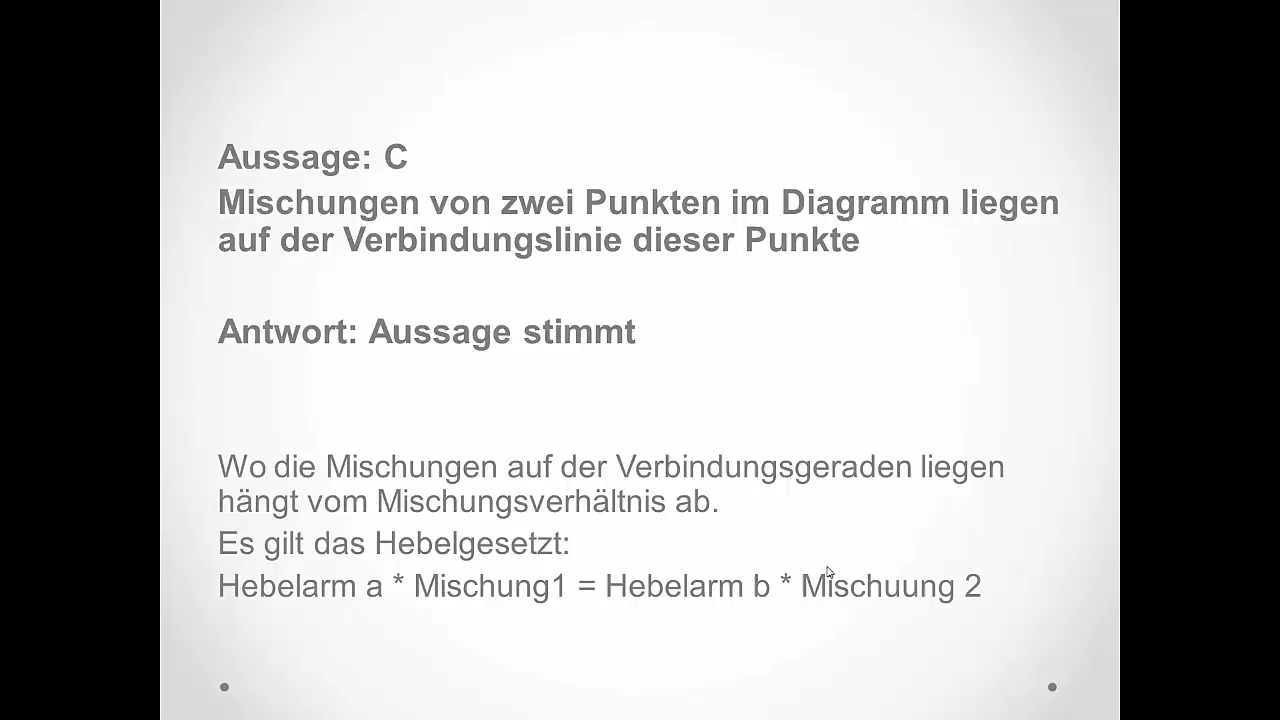 Aussage: C
Mischungen von zwei Punkten im Diagramm liegen
auf der Verbindungslinie dieser Punkte
Antwort: Aussage stimmt
Wo die Mischungen auf der Verbindungsgeraden liegen
hängt vom Mischungsverhältnis ab.
Es gilt das Hebelgesetzt:
Hebelarm a * Mischung1 = Hebelarm b * Mischuung 2